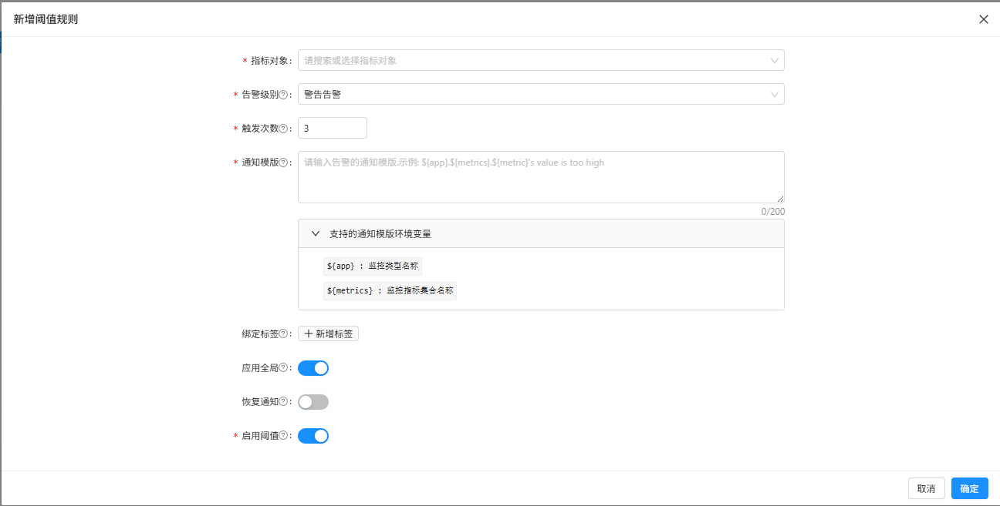 新增阈值规则
* 指标对象: 请搜索或选择指标对象
* 告警级别: 警告告警
* 触发次数: 3
* 通知模版: 请输入告警的通知模版.示例: ${app}.${metrics}.${metric}'s value is too high
0/200
支持的通知模版环境变量
${app} : 监控类型名称
${metrics} : 监控指标集合名称
绑定标签: 新增标签
应用全局:
恢复通知:
* 启用阈值:
取消 确定